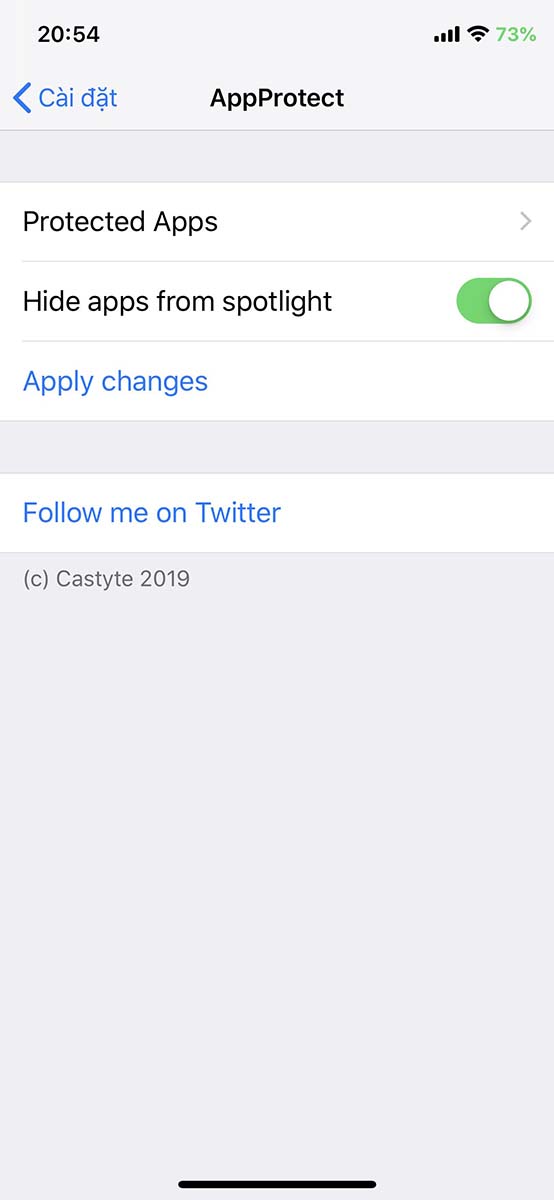 20:54
73%
Cài đặt
AppProtect
Protected Apps
Hide apps from spotlight
Apply changes
Follow me on Twitter
(c) Castyte 2019